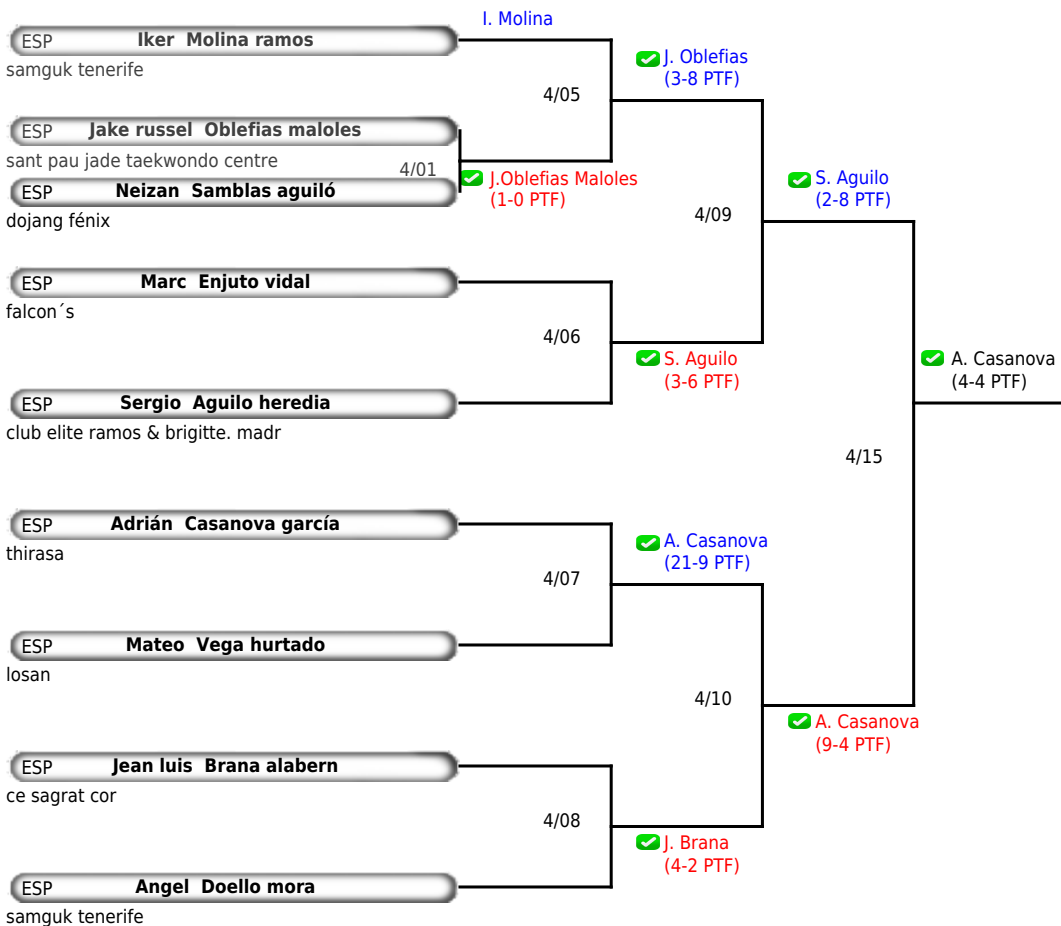 I. Molina
ESP Iker Molina ramos
samguk tenerife
J. Oblefias
(3-8 PTF)
4/05
ESP Jake russel Oblefias maloles
sant pau jade taekwondo centre
4/01
J.Oblefias Maloles
(1-0 PTF)
ESP Neizan Samblas aguiló
dojang fénix
S. Aguilo
(2-8 PTF)
4/09
ESP Marc Enjuto vidal
falcon´s
4/06
S. Aguilo
(3-6 PTF)
A. Casanova
(4-4 PTF)
ESP Sergio Aguilo heredia
club elite ramos & brigitte. madr
4/15
ESP Adrián Casanova garcía
thirasa
A. Casanova
(21-9 PTF)
4/07
ESP Mateo Vega hurtado
losan
4/10
A. Casanova
(9-4 PTF)
ESP Jean luis Brana alabern
ce sagrat cor
4/08
J. Brana
(4-2 PTF)
ESP Angel Doello mora
samguk tenerife